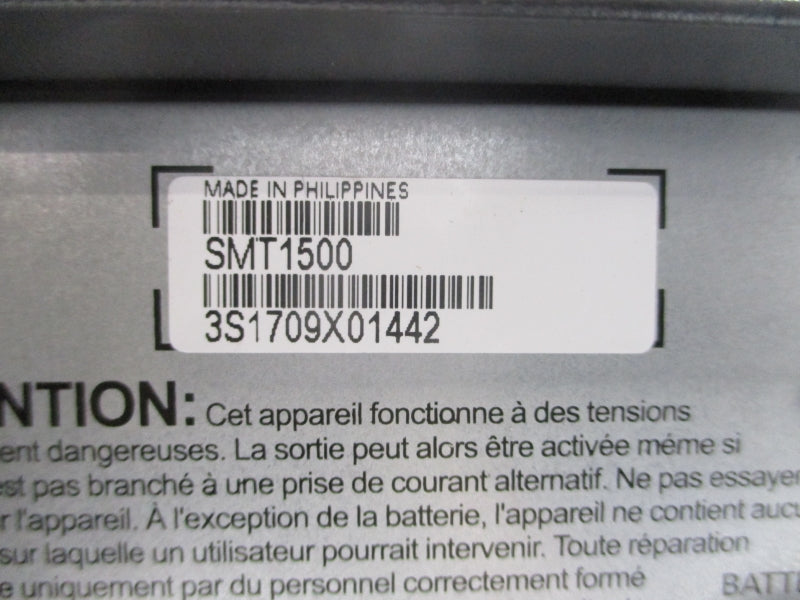 MADE IN PHILIPPINES
SMT1500
3S1709X01442
NTION: Cet appareil fonctionne à des tensions
ent dangereuses. La sortie peut alors être activée même si
est pas branché à une prise de courant alternatif. Ne pas essayer
r l'appareil. À l'exception de la batterie, l'appareil ne contient aucu
sur laquelle un utilisateur pourrait intervenir. Toute réparation
e uniquement par du personnel correctement formé
BATTE